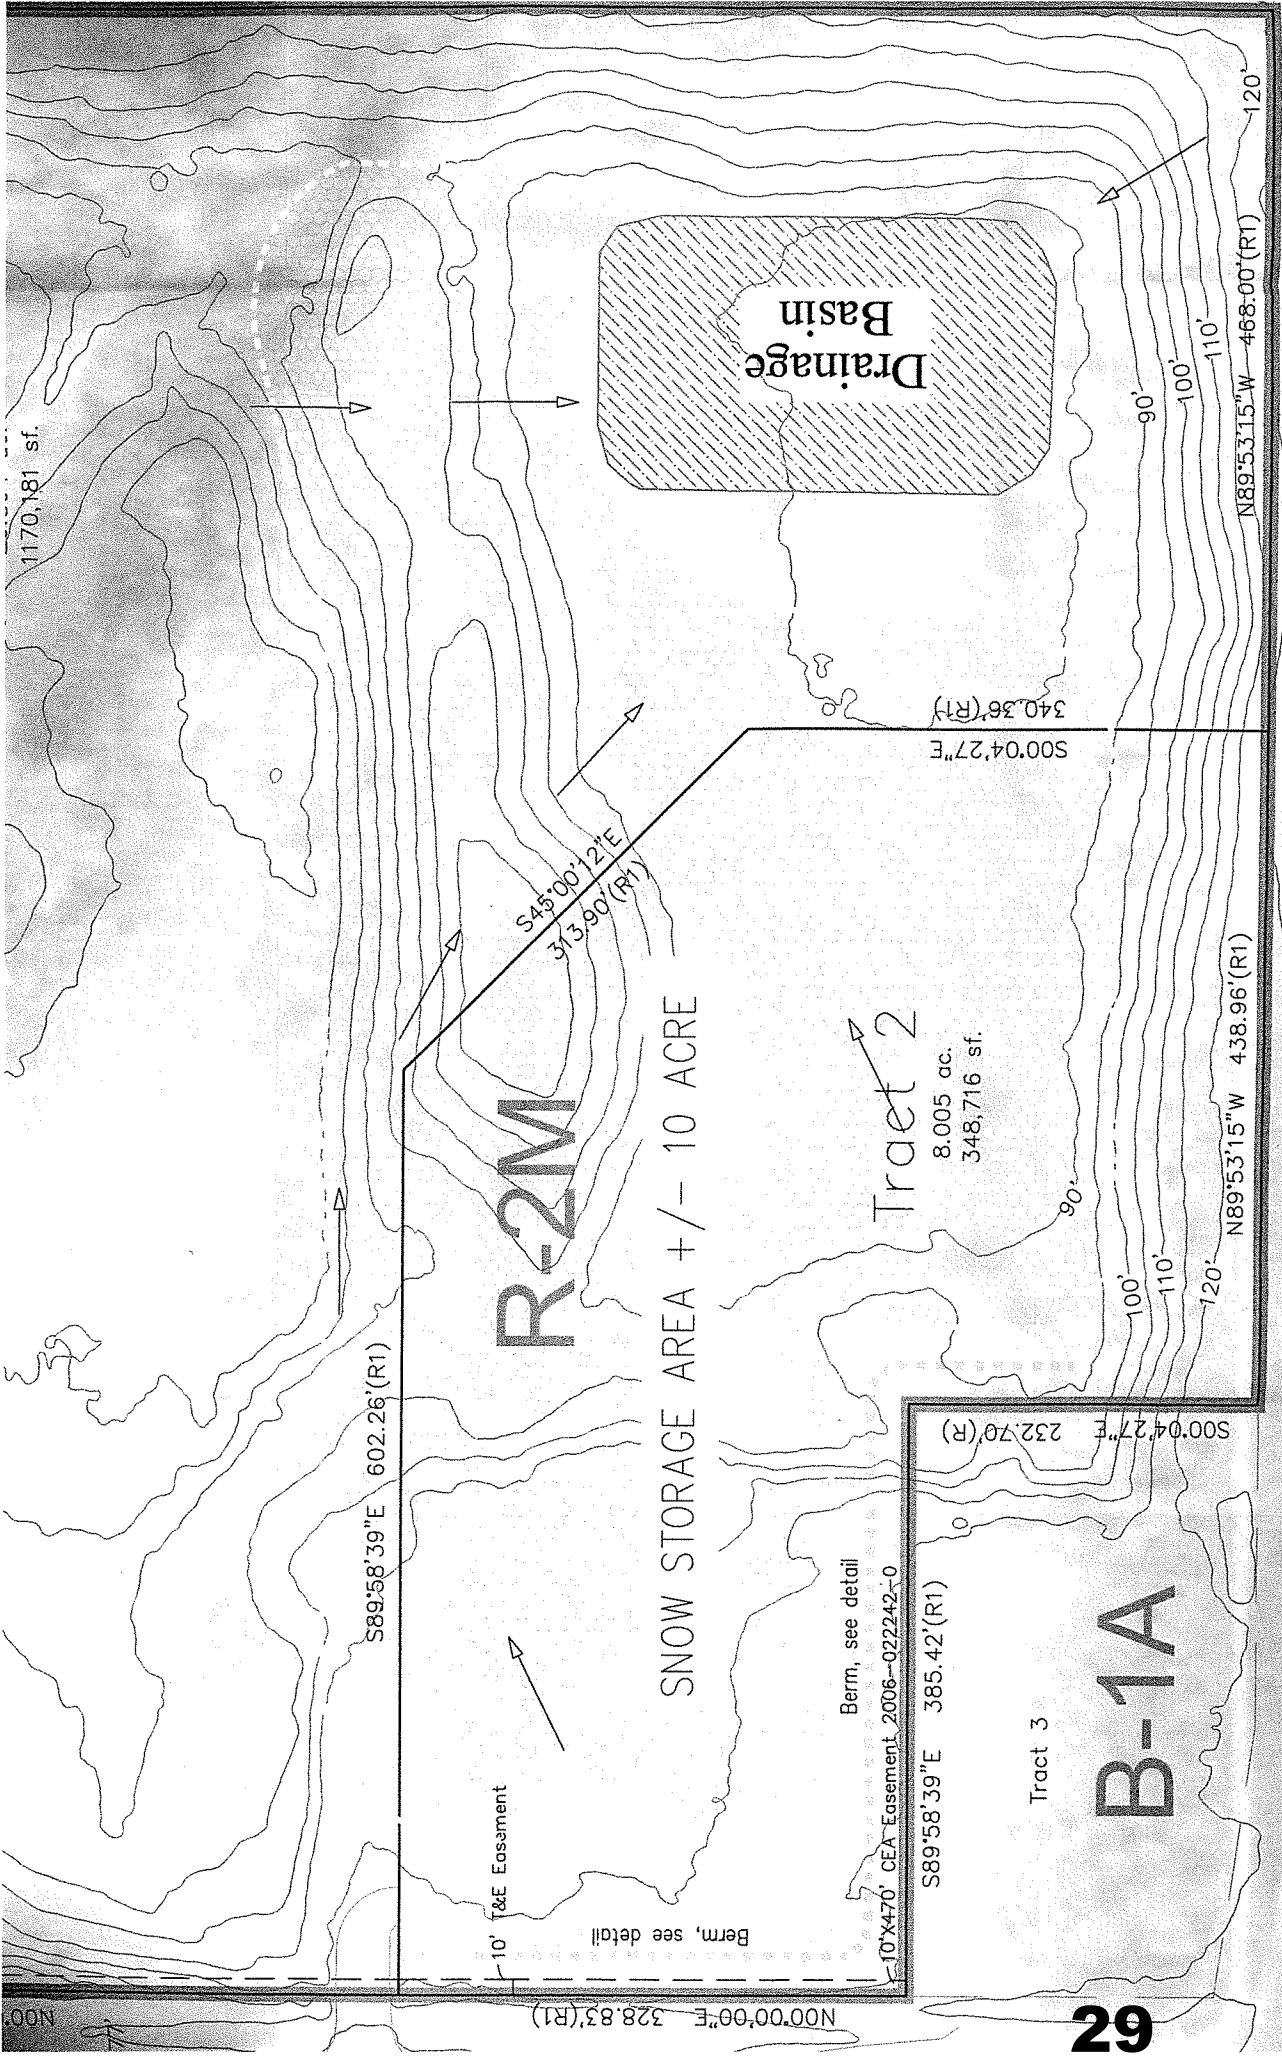 1170,181 sf.
Drainage
Basin
120'
110'
100'
90'
N89°53'15"W 468.00'(R1)
S00°04'27"E
340.36'(R1)
S45°00'12"E
313.90'(R1)
R-2M
SNOW STORAGE AREA +/- 10 ACRE
Tract 2
8.005 ac.
348,716 sf.
90'
100'
110'
120'
N89°53'15"W 438.96'(R1)
S89°58'39"E 602.26'(R1)
S00°04'27"E 232.70'(R)
Berm, see detail
10'X470' CEA Easement 2006-022242-0
S89°58'39"E 385.42'(R1)
Tract 3
B-1A
10' T&E Easement
Berm, see detail
N00°00'00"E 328.83'(R1)
N00°
29